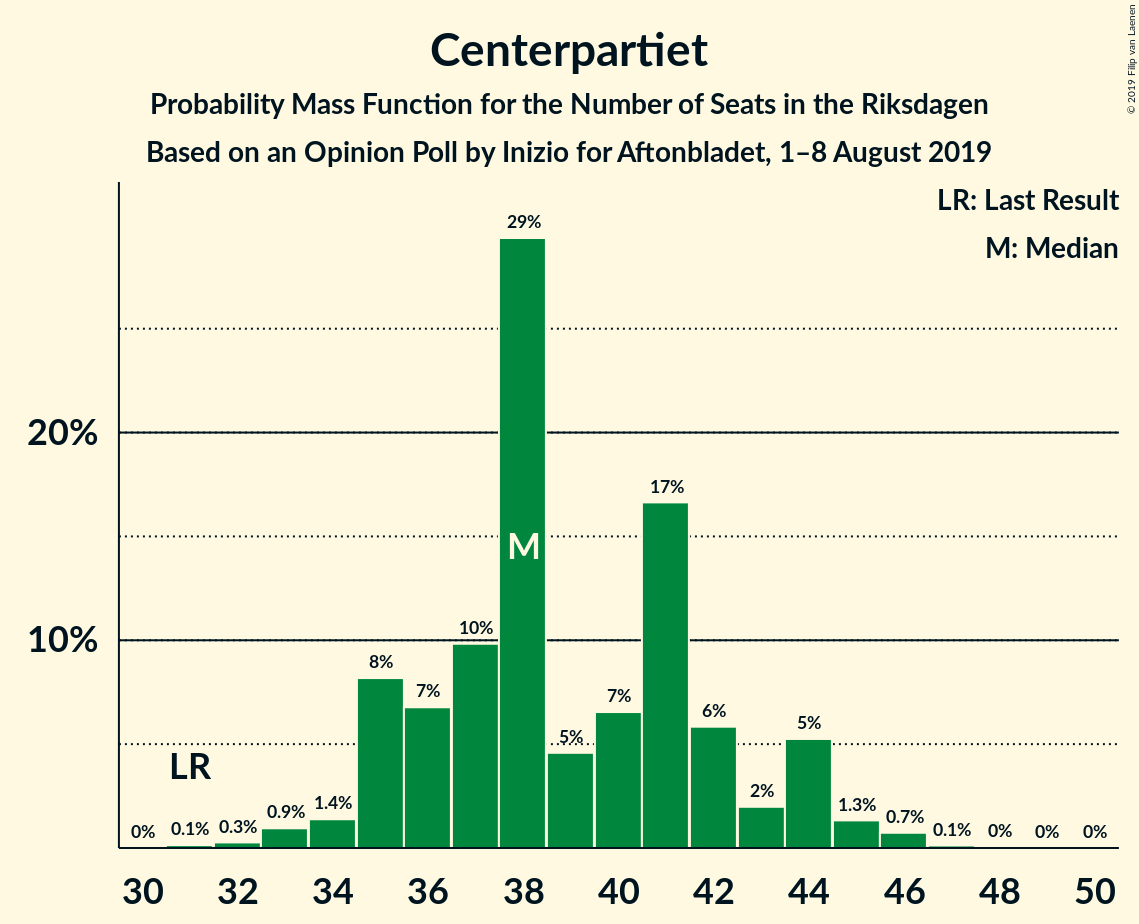 Centerpartiet
Probability Mass Function for the Number of Seats in the Riksdagen
Based on an Opinion Poll by Inizio for Aftonbladet, 1–8 August 2019
© 2019 Filip van Laenen
LR: Last Result
M: Median
20%
10%
0%
0.1%
0.3%
0.9%
1.4%
8%
7%
10%
29%
5%
7%
17%
6%
2%
5%
1.3%
0.7%
0.1%
0%
0%
0%
LR
M
30 32 34 36 38 40 42 44 46 48 50